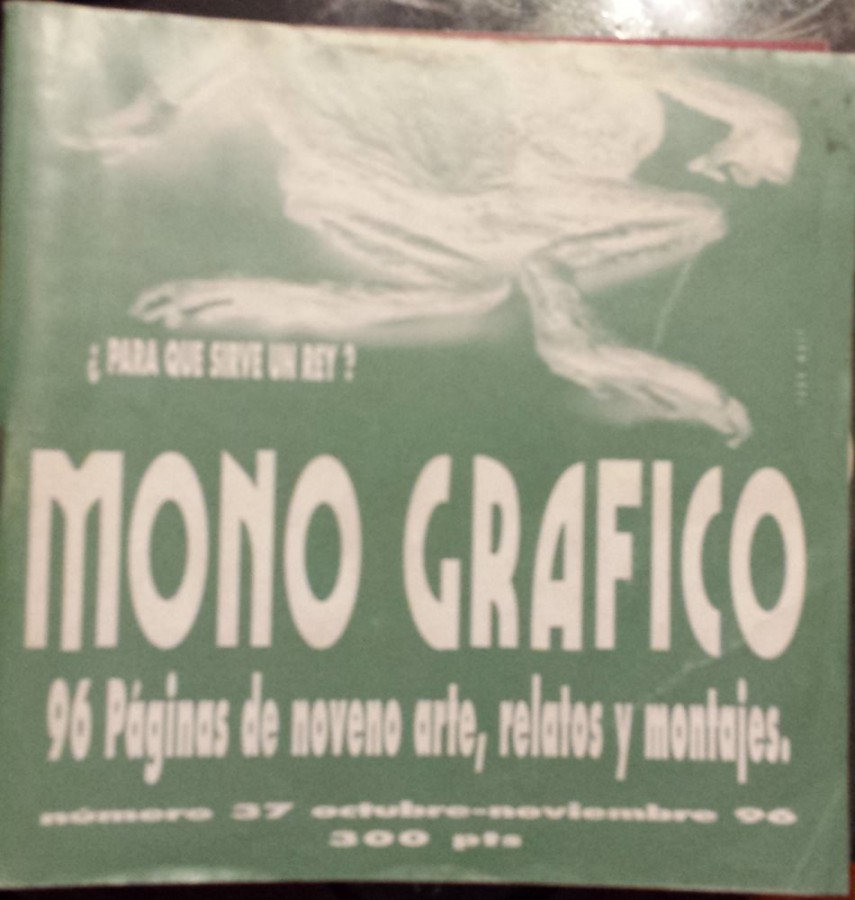 ¿ PARA QUE SIRVE UN REY ?
MONO GRAFICO
96 Páginas de noveno arte, relatos y montajes.
número 37 octubre-noviembre 96
300 pts